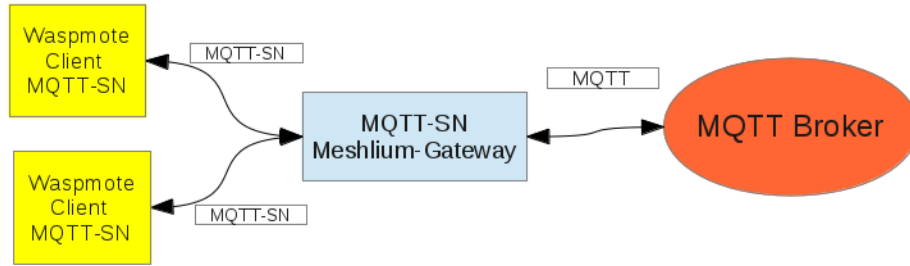 Waspmote
Client
MQTT-SN
MQTT-SN
MQTT
MQTT-SN
Meshlium-Gateway
MQTT Broker
Waspmote
Client
MQTT-SN
MQTT-SN